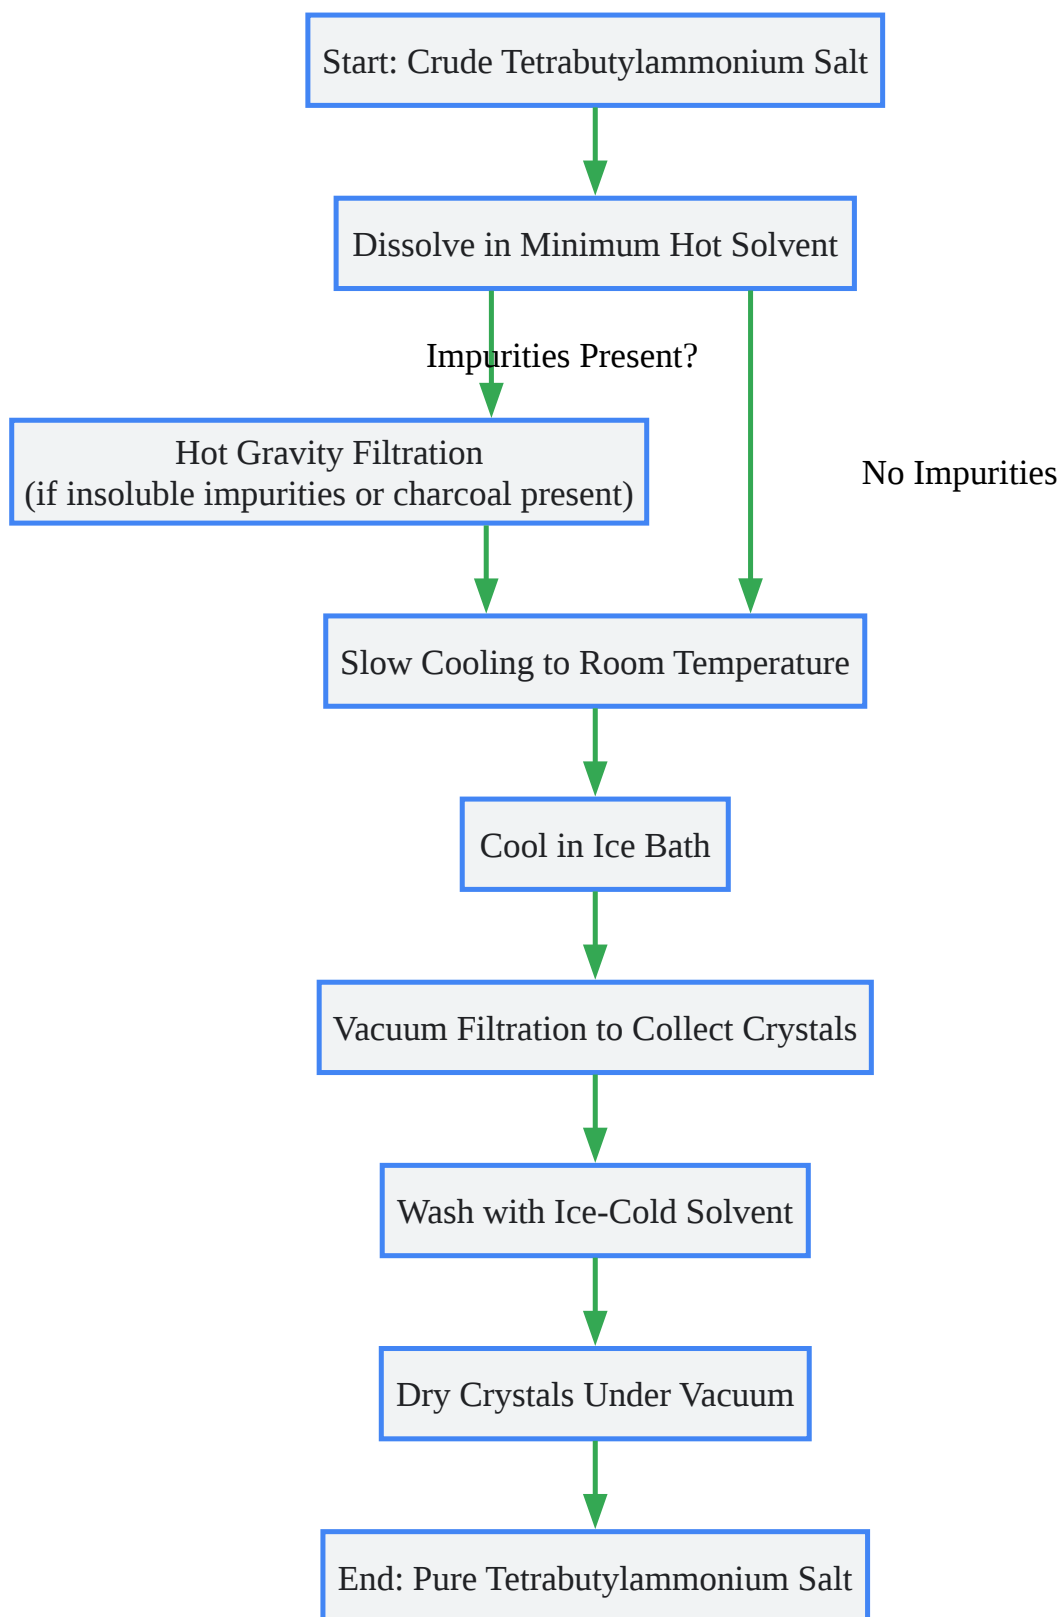 Start: Crude Tetrabutylammonium Salt
Dissolve in Minimum Hot Solvent
Impurities Present?
Hot Gravity Filtration
(if insoluble impurities or charcoal present)
No Impurities
Slow Cooling to Room Temperature
Cool in Ice Bath
Vacuum Filtration to Collect Crystals
Wash with Ice-Cold Solvent
Dry Crystals Under Vacuum
End: Pure Tetrabutylammonium Salt